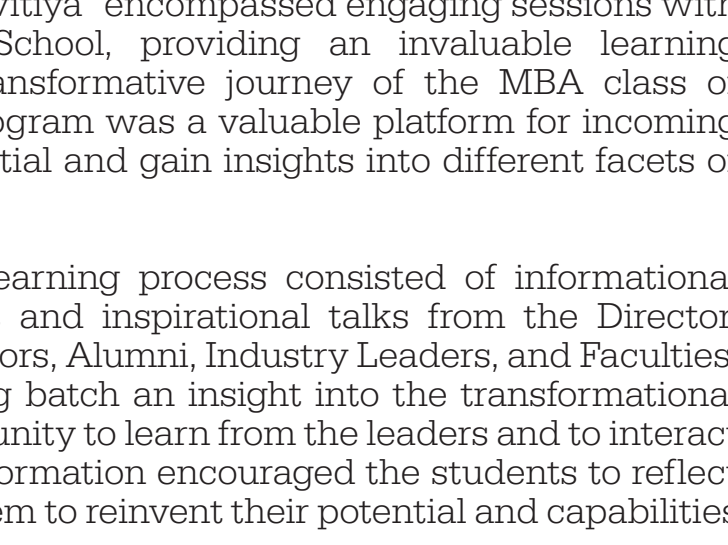 vitiya" encompassed engaging sessions with
School, providing an invaluable learning
ansformative journey of the MBA class o
ogram was a valuable platform for incoming
tial and gain insights into different facets o
earning process consisted of informationa
and inspirational talks from the Director
ors, Alumni, Industry Leaders, and Faculties
g batch an insight into the transformationa
unity to learn from the leaders and to interac
ormation encouraged the students to reflec
em to reinvent their potential and capabilities